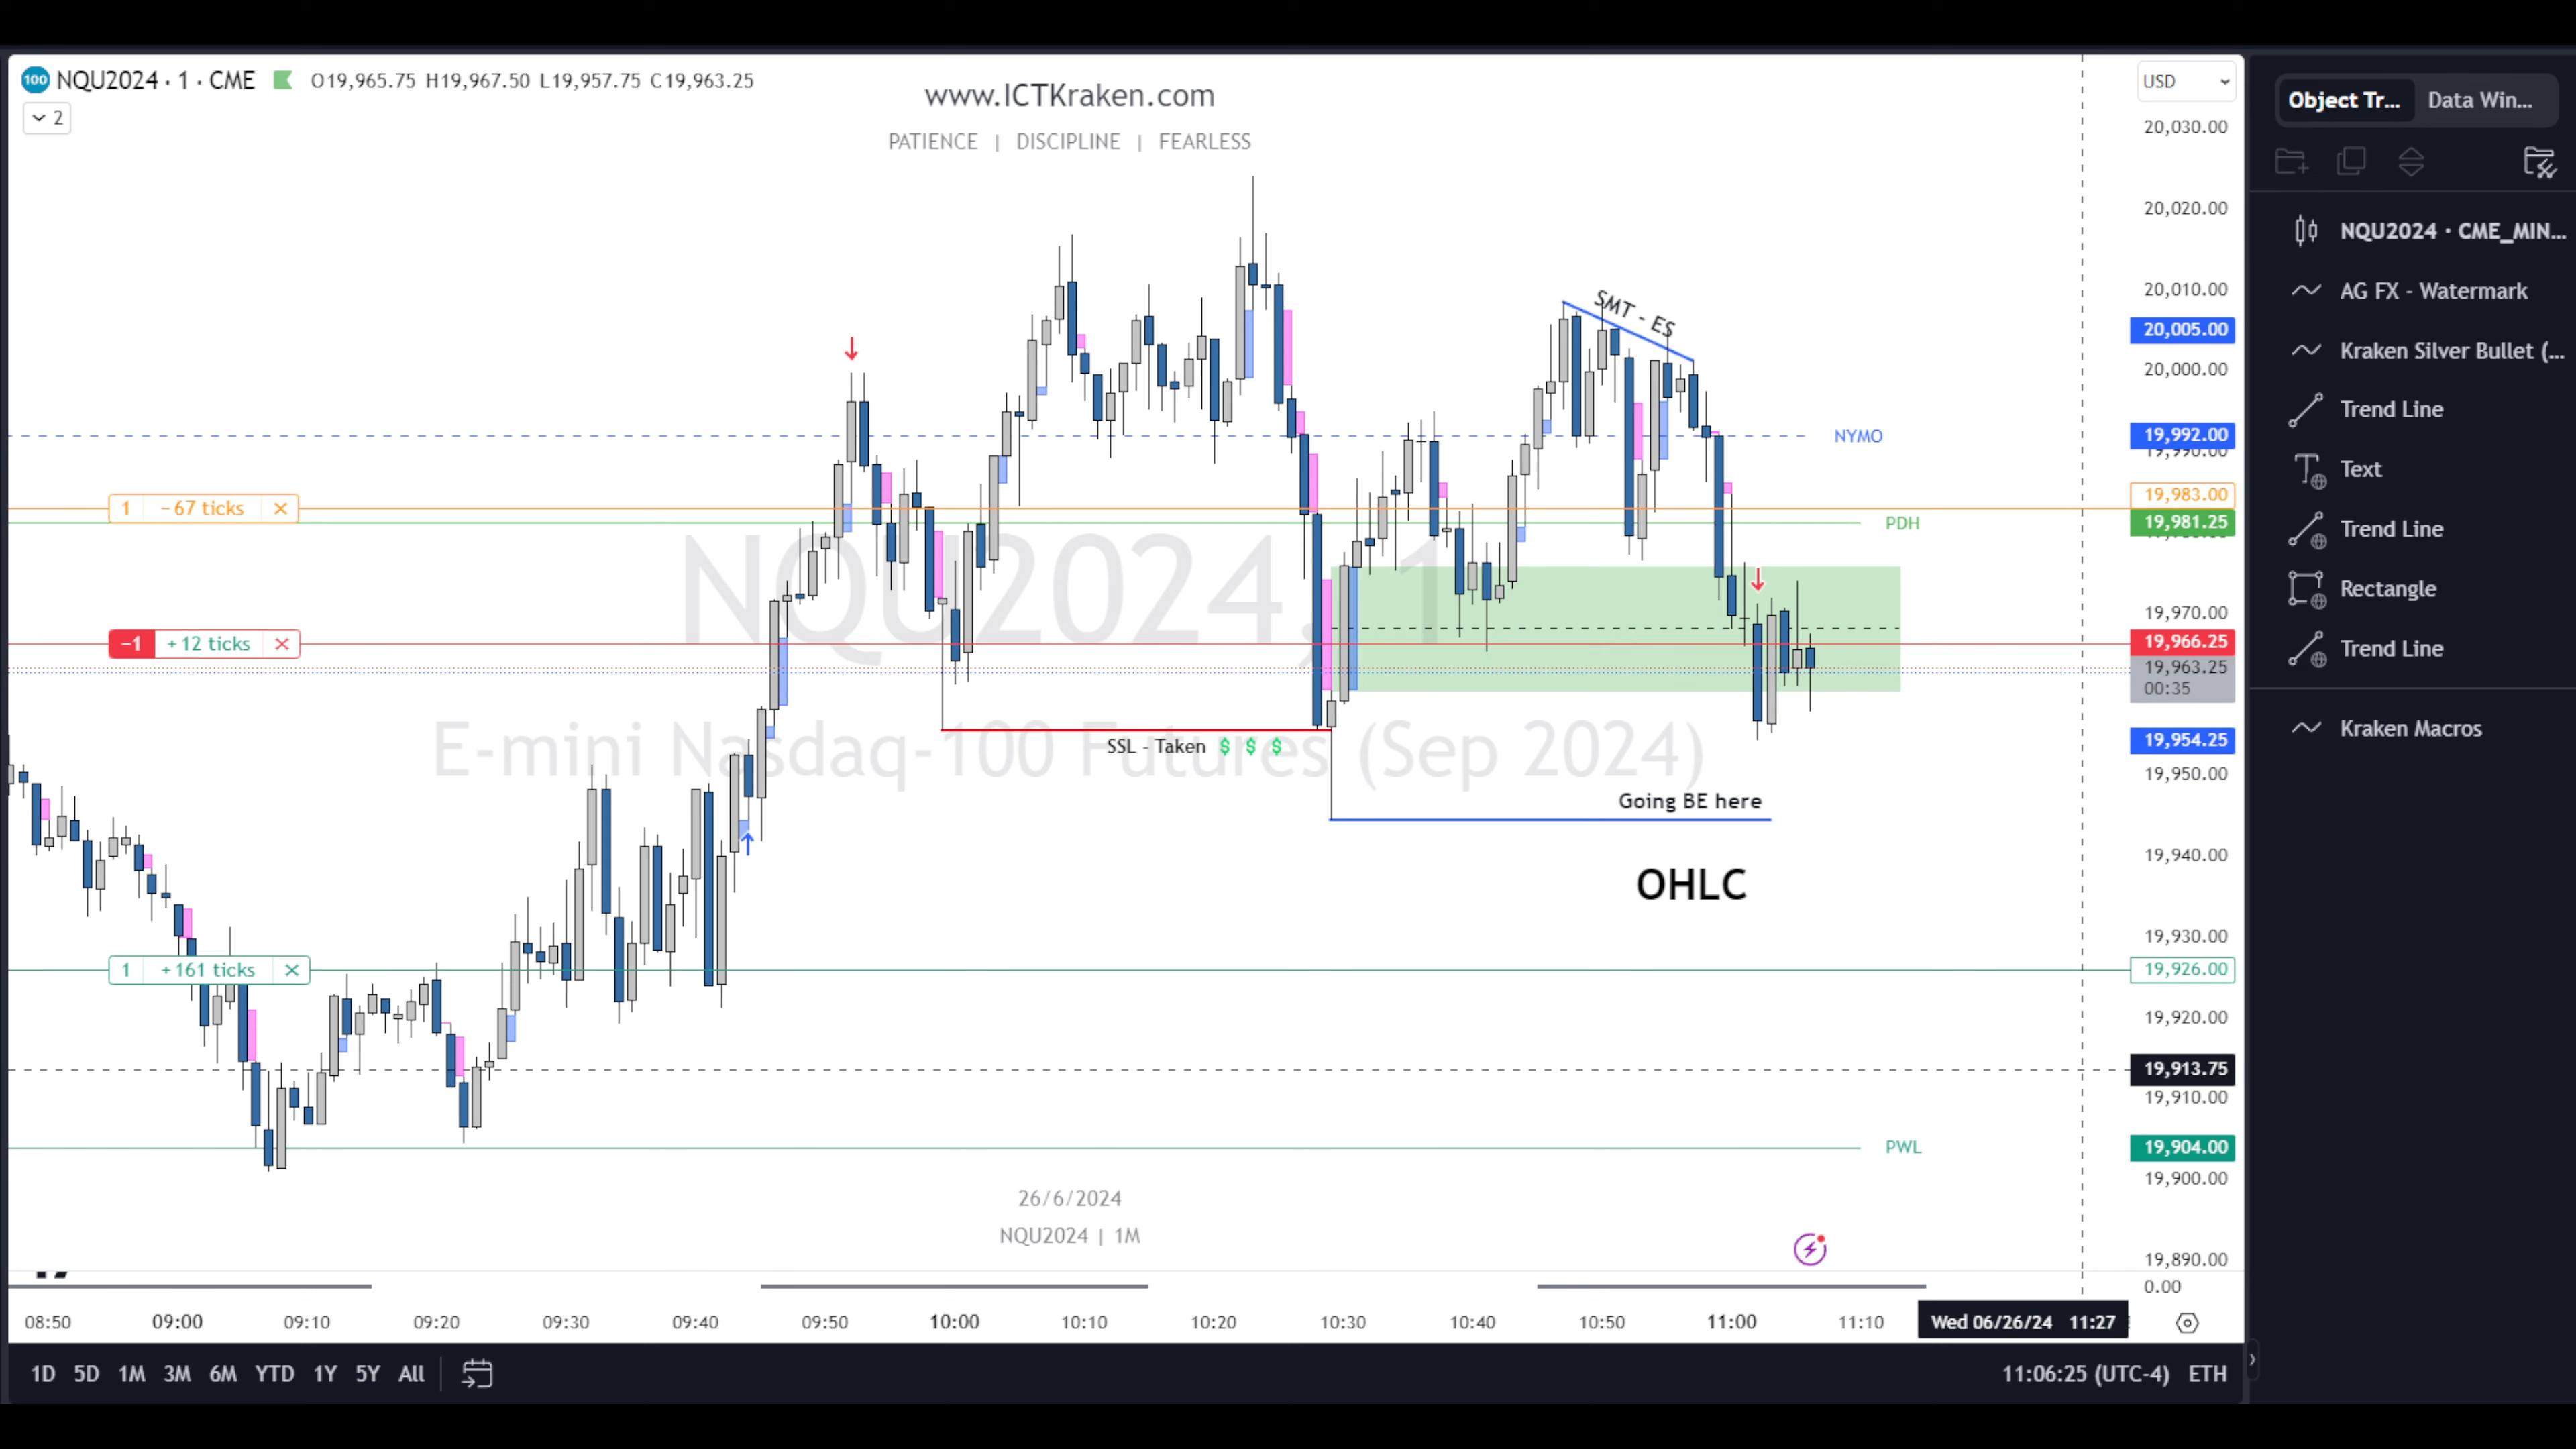 100 NQU2024 · 1 · CME O19,965.75 H19,967.50 L19,957.75 C19,963.25
2
www.ICTKraken.com
PATIENCE | DISCIPLINE | FEARLESS
USD
20,030.00
20,020.00
20,010.00
20,005.00
20,000.00
19,992.00
19,990.00
19,983.00
19,981.25
19,970.00
19,966.25
19,963.25
00:35
19,954.25
19,950.00
19,940.00
19,930.00
19,926.00
19,920.00
19,913.75
19,910.00
19,904.00
19,900.00
19,890.00
0.00
SMT - ES
NYMO
1 −67 ticks ×
PDH
NQU2024, 1
−1 +12 ticks ×
E-mini Nasdaq-100 Futures (Sep 2024)
SSL - Taken $ $ $
Going BE here
OHLC
1 +161 ticks ×
PWL
26/6/2024
NQU2024 | 1M
08:50 09:00 09:10 09:20 09:30 09:40 09:50 10:00 10:10 10:20 10:30 10:40 10:50 11:00 11:10 Wed 06/26/24 11:27
1D 5D 1M 3M 6M YTD 1Y 5Y All
11:06:25 (UTC-4) ETH
Object Tr... Data Win...
NQU2024 · CME_MIN...
AG FX - Watermark
Kraken Silver Bullet (...
Trend Line
Text
Trend Line
Rectangle
Trend Line
Kraken Macros